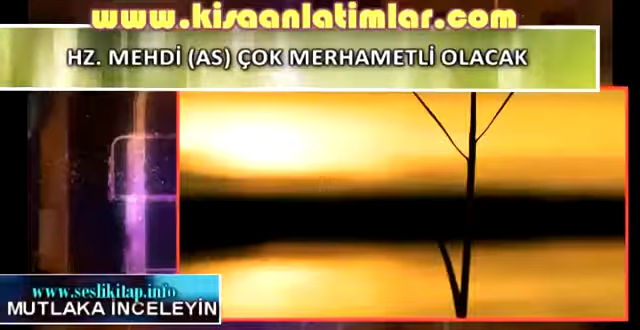 www.kisaanlatimlar.com
HZ. MEHDİ (AS) ÇOK MERHAMETLİ OLACAK
www.seslikitap.info
MUTLAKA İNCELEYİN